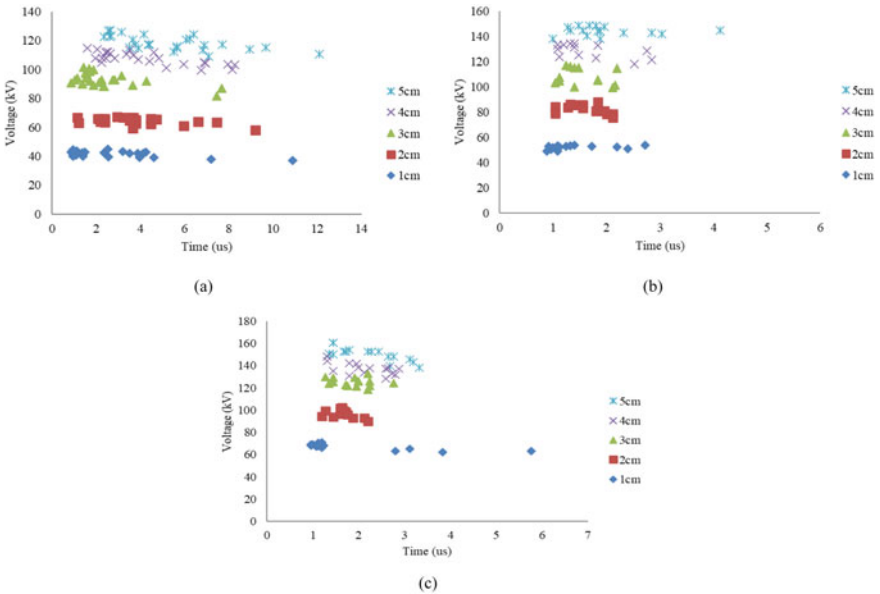 140
120
100
80
60
40
20
0
Voltage (kV)
0 2 4 6 8 10 12 14
Time (us)
5cm
4cm
3cm
2cm
1cm
(a)
160
140
120
100
80
60
40
20
0
Voltage (kV)
0 1 2 3 4 5 6
Time (us)
5cm
4cm
3cm
2cm
1cm
(b)
180
160
140
120
100
80
60
40
20
0
Voltage (kV)
0 1 2 3 4 5 6 7
Time (us)
5cm
4cm
3cm
2cm
1cm
(c)